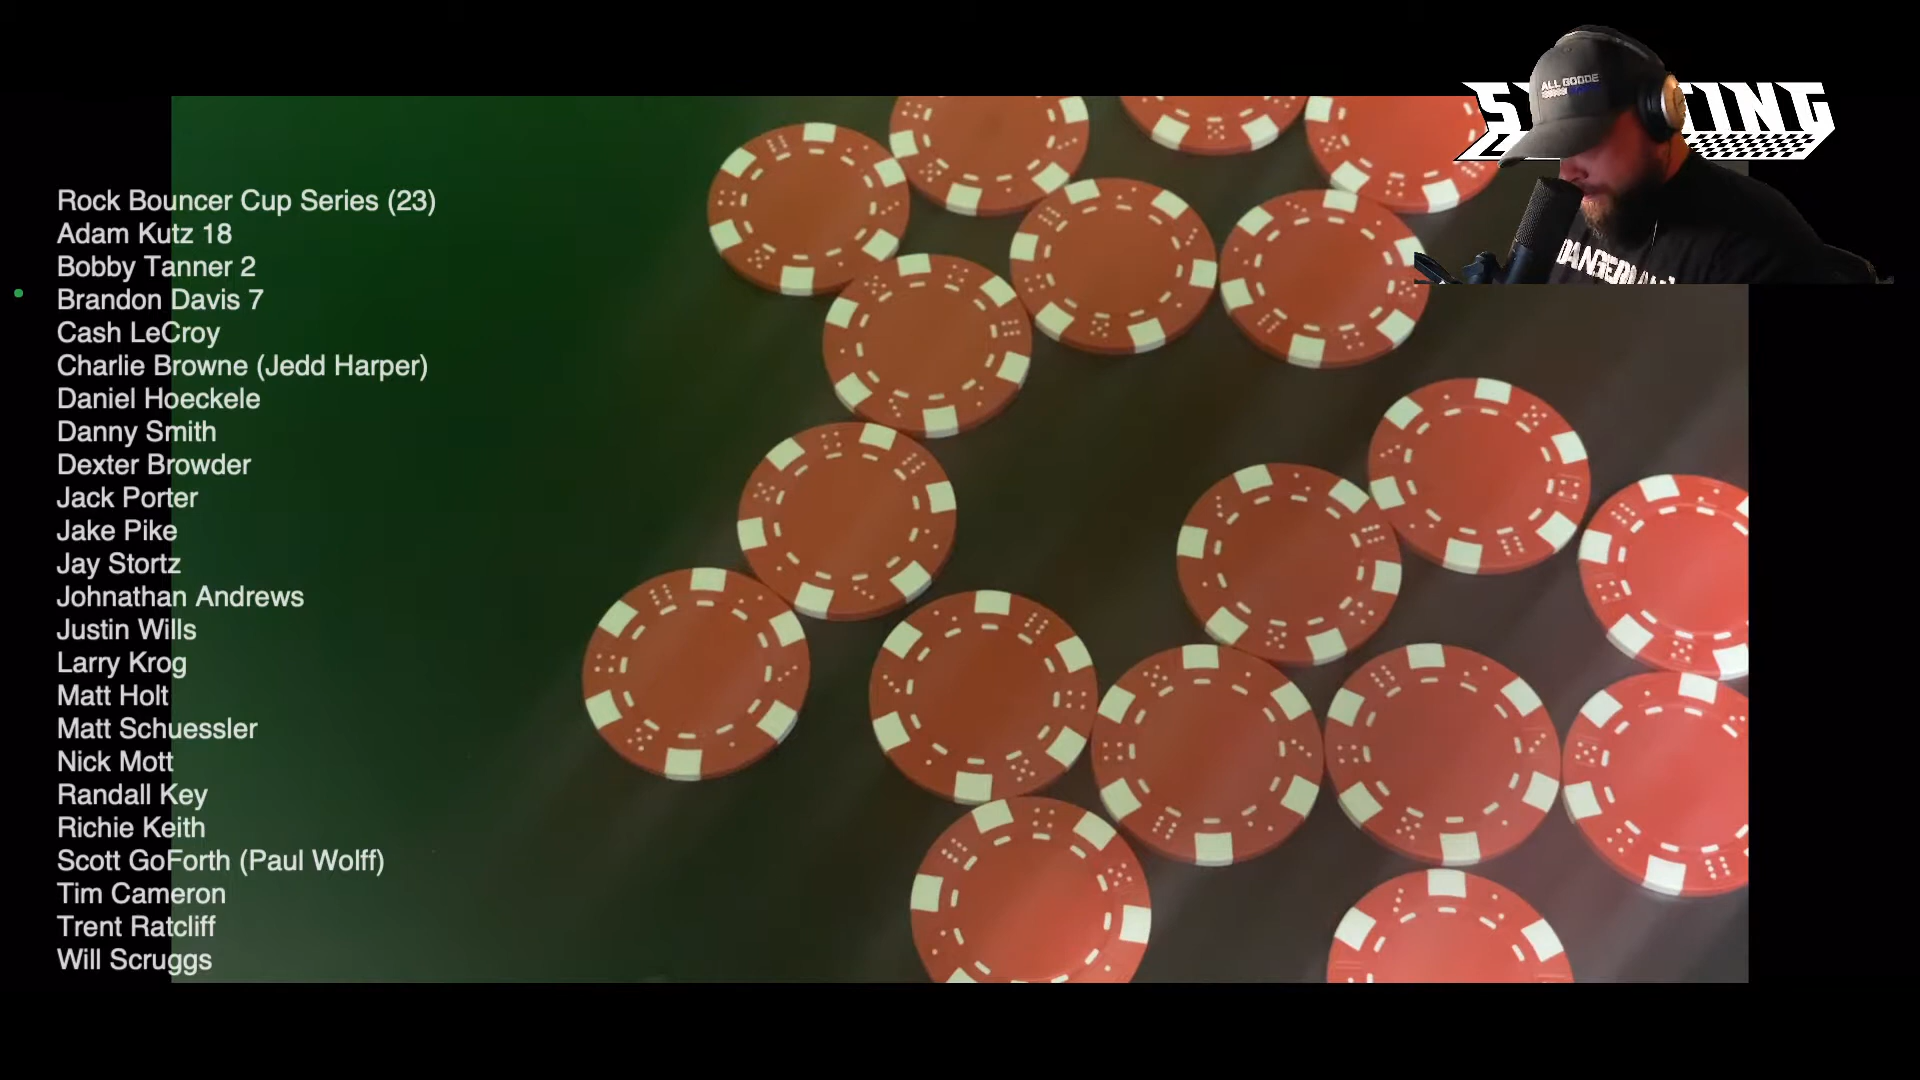 Rock Bouncer Cup Series (23)
Adam Kutz 18
Bobby Tanner 2
Brandon Davis 7
Cash LeCroy
Charlie Browne (Jedd Harper)
Daniel Hoeckele
Danny Smith
Dexter Browder
Jack Porter
Jake Pike
Jay Stortz
Johnathan Andrews
Justin Wills
Larry Krog
Matt Holt
Matt Schuessler
Nick Mott
Randall Key
Richie Keith
Scott GoForth (Paul Wolff)
Tim Cameron
Trent Ratcliff
Will Scruggs
ALL GOODE